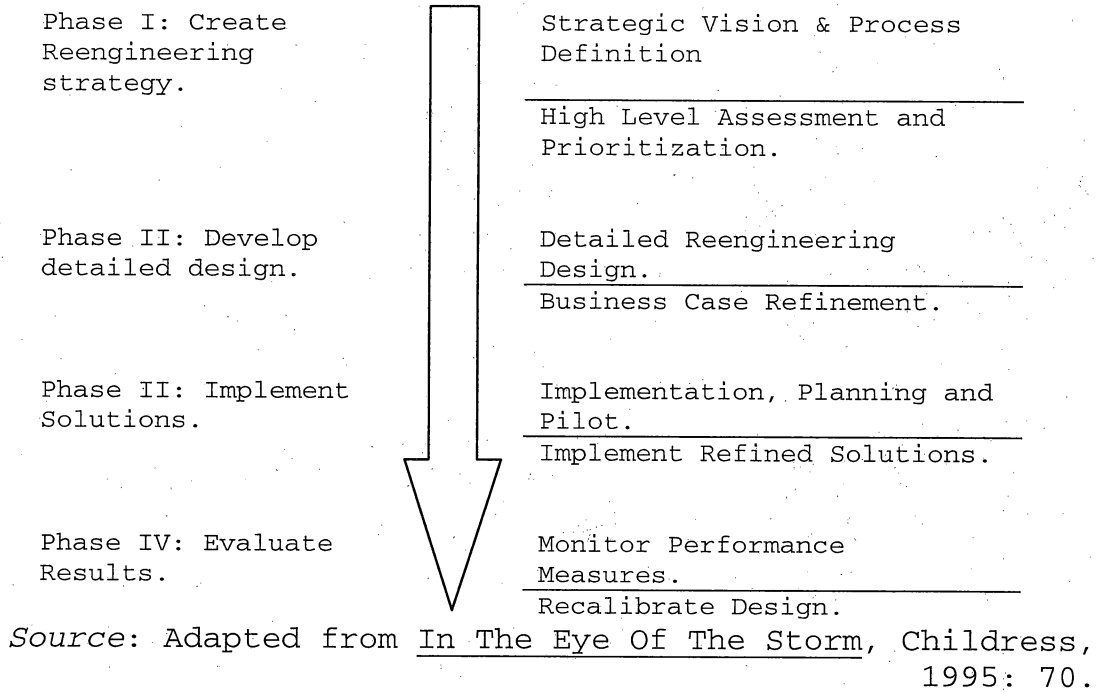 Phase I: Create
Reengineering
strategy.
Strategic Vision & Process
Definition
High Level Assessment and
Prioritization.
Phase II: Develop
detailed design.
Detailed Reengineering
Design.
Business Case Refinement.
Phase II: Implement
Solutions.
Implementation, Planning and
Pilot.
Implement Refined Solutions.
Phase IV: Evaluate
Results.
Monitor Performance
Measures.
Recalibrate Design.
Source: Adapted from In The Eye Of The Storm, Childress,
1995: 70.